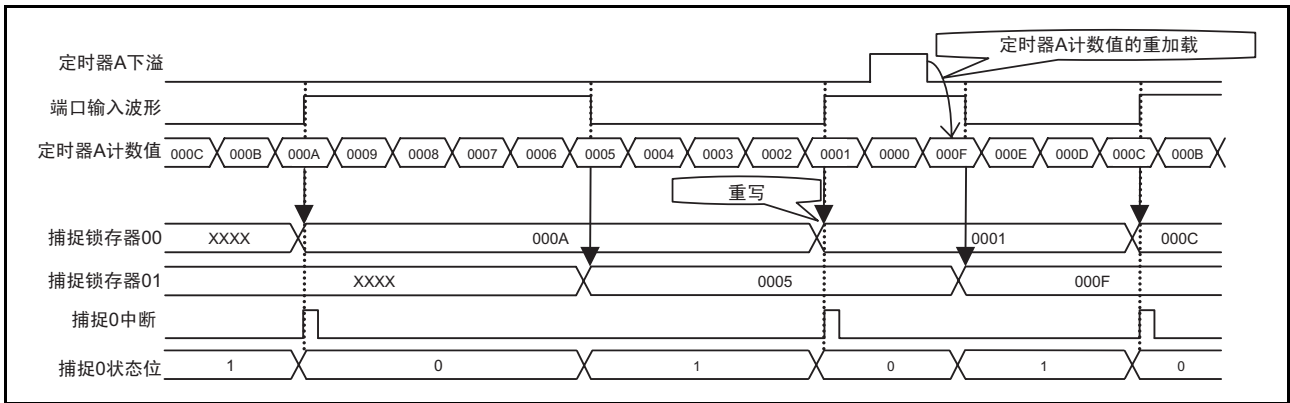 定时器A计数值的重加载
定时器A下溢
端口输入波形
定时器A计数值 000C 000B 000A 0009 0008 0007 0006 0005 0004 0003 0002 0001 0000 000F 000E 000D 000C 000B
重写
捕捉锁存器00 XXXX 000A 0001 000C
捕捉锁存器01 XXXX 0005 000F
捕捉0中断
捕捉0状态位 1 0 1 0 1 0